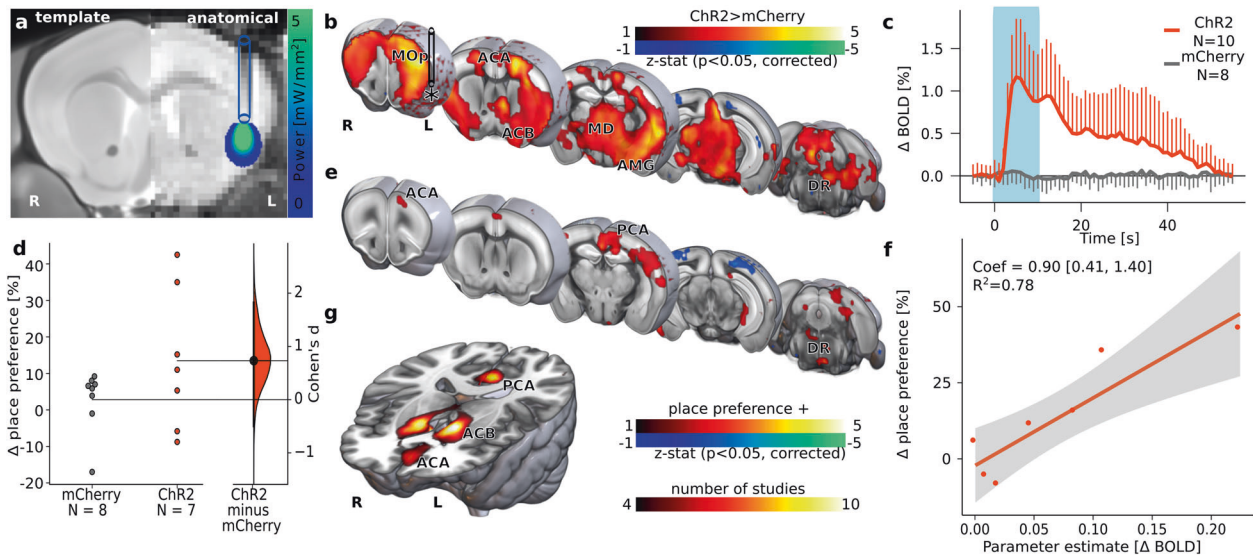 a
template
anatomical
5
Power [mW/mm²]
0
R
L
b
ChR2>mCherry
1
5
-1
-5
z-stat (p<0.05, corrected)
MOp
*
ACA
ACB
MD
AMG
DR
R
L
c
ChR2
N=10
mCherry
N=8
Δ BOLD [%]
1.5
1.0
0.5
0.0
0
20
40
Time [s]
d
Δ place preference [%]
40
30
20
10
0
-10
-20
mCherry
N = 8
ChR2
N = 7
ChR2
minus
mCherry
2
1
0
−1
Cohen's d
e
ACA
PCA
DR
place preference +
1
5
-1
-5
z-stat (p<0.05, corrected)
f
Coef = 0.90 [0.41, 1.40]
R²=0.78
Δ place preference [%]
50
25
0
0.00
0.05
0.10
0.15
0.20
Parameter estimate [Δ BOLD]
g
PCA
ACB
ACA
R
L
number of studies
4
10